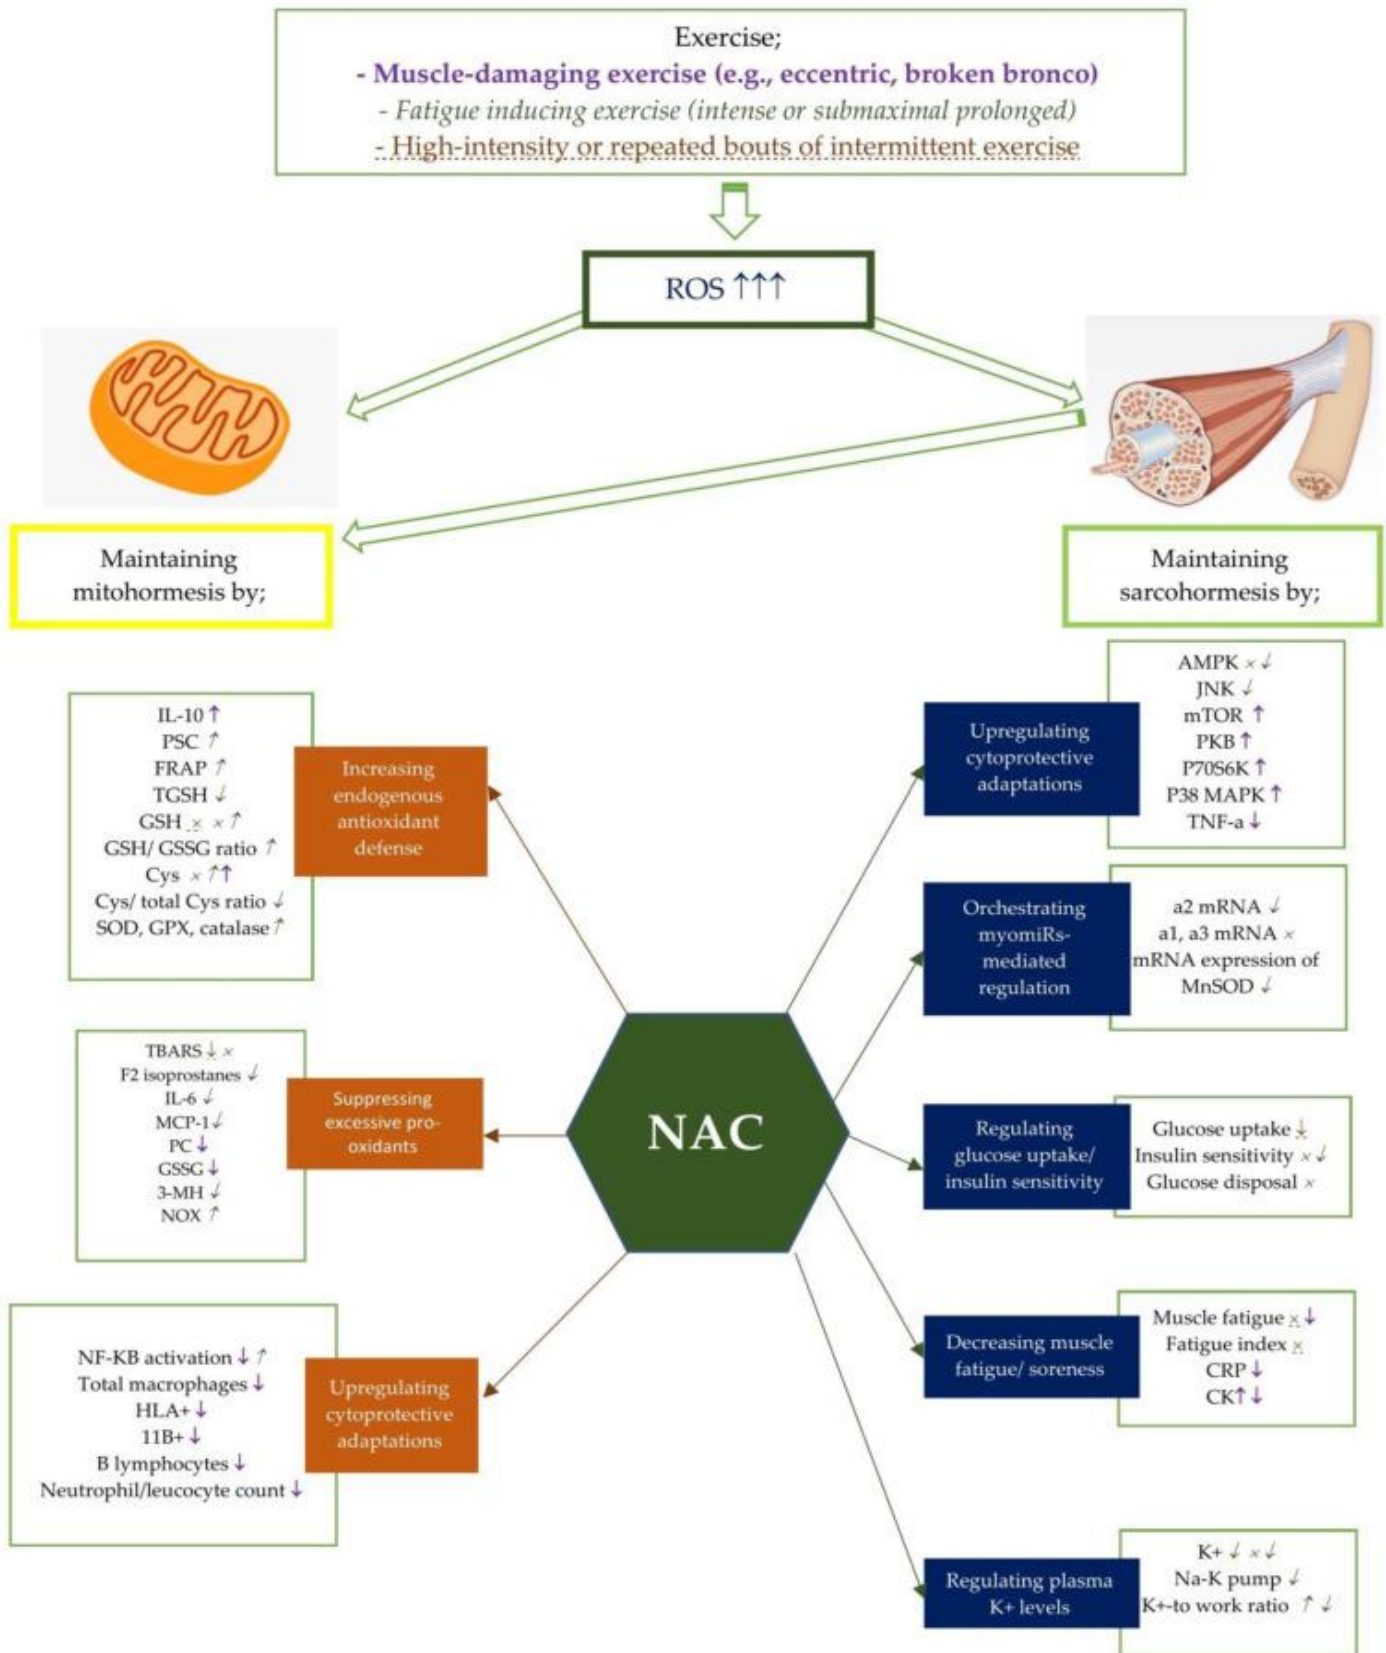 Exercise;
- Muscle-damaging exercise (e.g., eccentric, broken bronco)
- Fatigue inducing exercise (intense or submaximal prolonged)
- High-intensity or repeated bouts of intermittent exercise
ROS ↑↑↑
Maintaining
mitohormesis by;
Maintaining
sarcohormesis by;
IL-10 ↑
PSC ↑
FRAP ↑
TGSH ↓
GSH × × ↑
GSH/ GSSG ratio ↑
Cys × ↑↑
Cys/ total Cys ratio ↓
SOD, GPX, catalase ↑
Increasing
endogenous
antioxidant
defense
TBARS ↓ ×
F2 isoprostanes ↓
IL-6 ↓
MCP-1 ↓
PC ↓
GSSG ↓
3-MH ↓
NOX ↑
Suppressing
excessive pro-
oxidants
NF-KB activation ↓ ↑
Total macrophages ↓
HLA+ ↓
11B+ ↓
B lymphocytes ↓
Neutrophil/leucocyte count ↓
Upregulating
cytoprotective
adaptations
NAC
Upregulating
cytoprotective
adaptations
AMPK × ↓
JNK ↓
mTOR ↑
PKB ↑
P70S6K ↑
P38 MAPK ↑
TNF-a ↓
Orchestrating
myomiRs-
mediated
regulation
a2 mRNA ↓
a1, a3 mRNA ×
mRNA expression of
MnSOD ↓
Regulating
glucose uptake/
insulin sensitivity
Glucose uptake ↓
Insulin sensitivity × ↓
Glucose disposal ×
Decreasing muscle
fatigue/ soreness
Muscle fatigue × ↓
Fatigue index ×
CRP ↓
CK↑ ↓
Regulating plasma
K+ levels
K+ ↓ × ↓
Na-K pump ↓
K+-to work ratio ↑ ↓